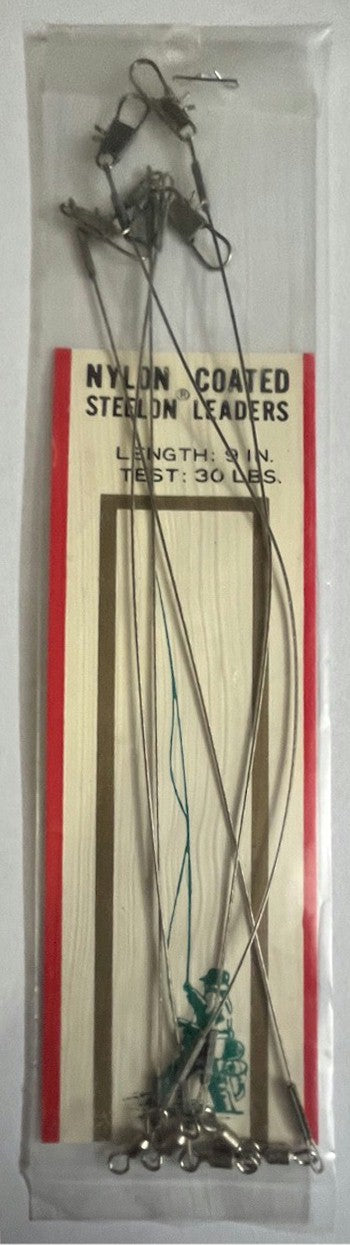 NYLON COATED
STEELON® LEADERS
LENGTH: 9 IN.
TEST: 30 LBS.